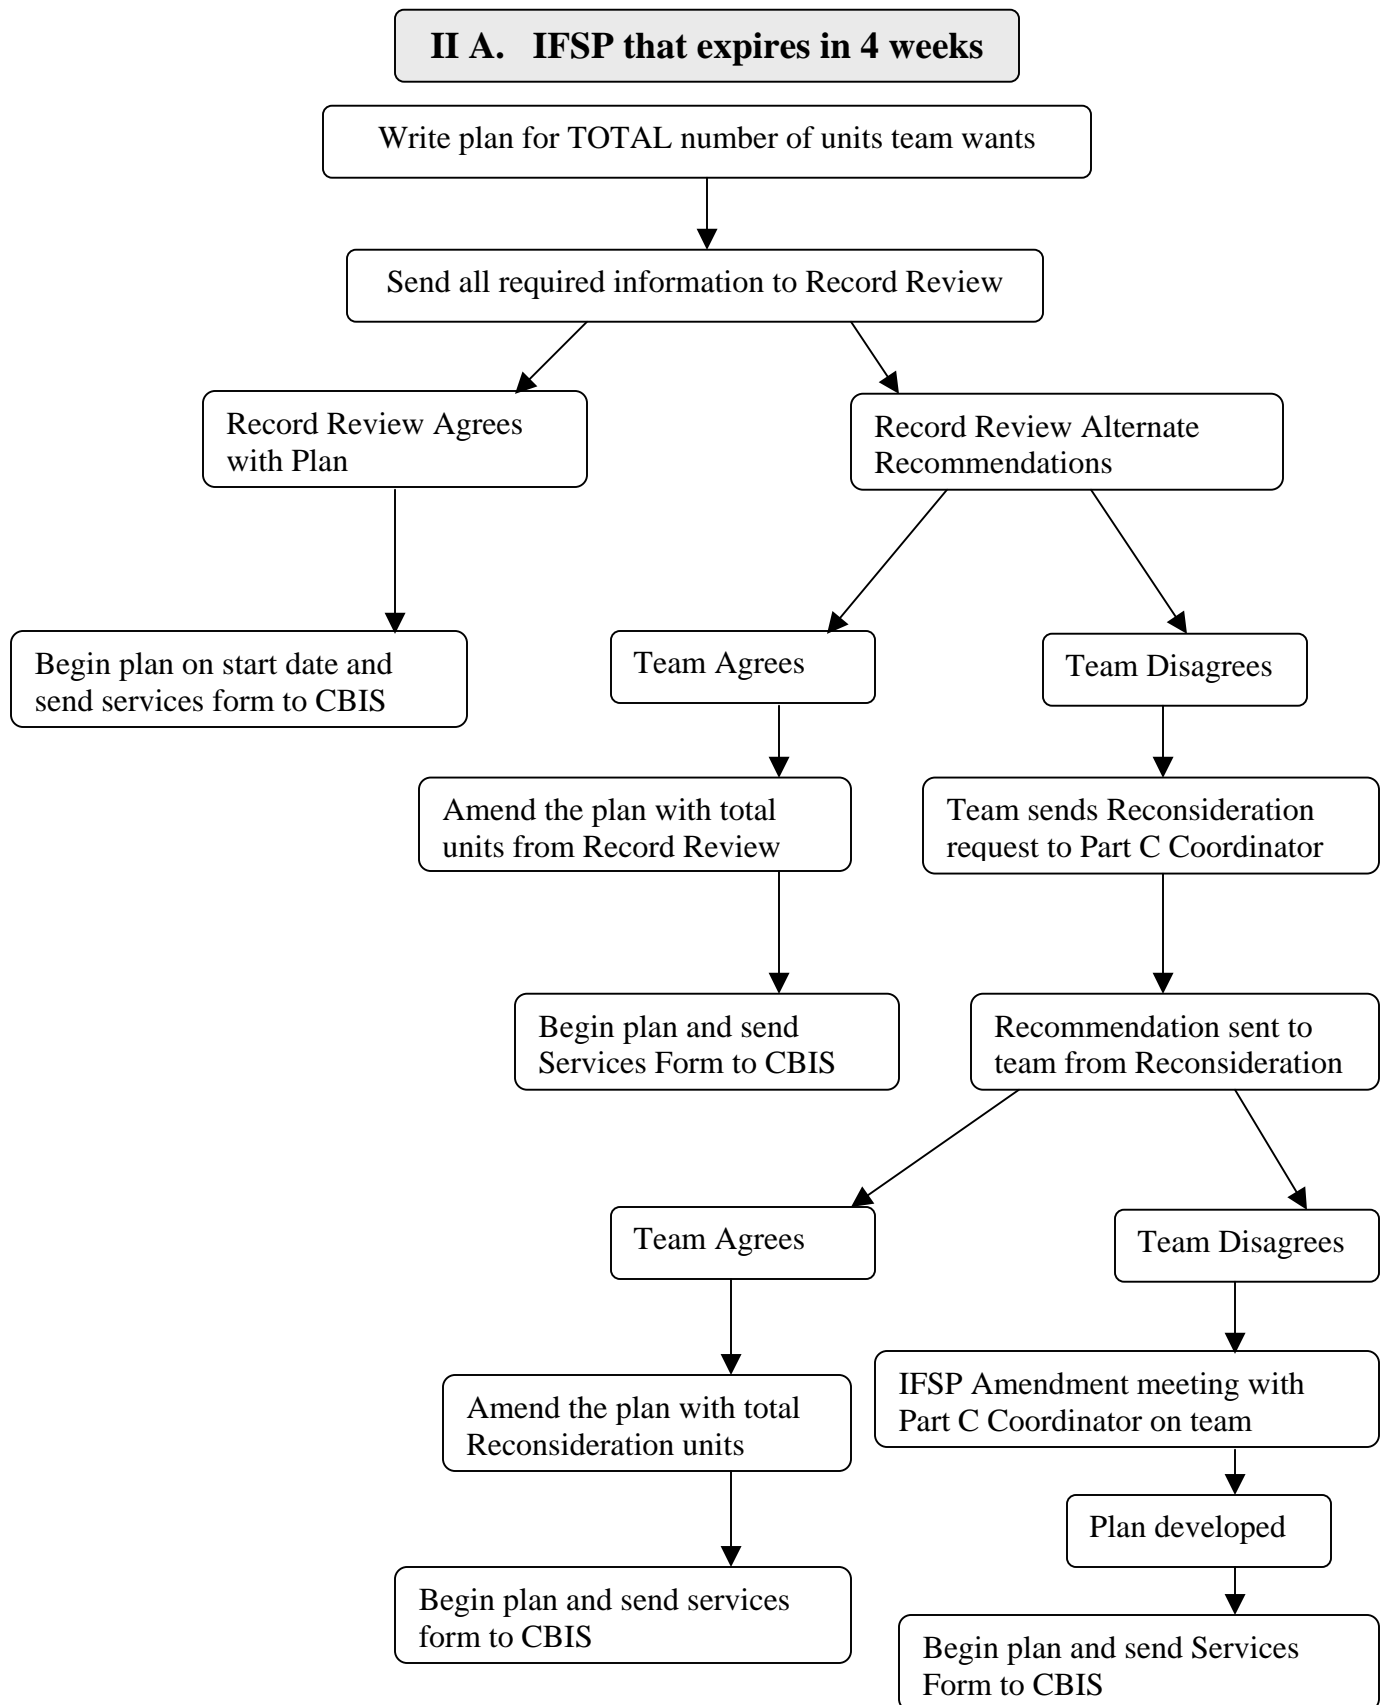 II A. IFSP that expires in 4 weeks
Write plan for TOTAL number of units team wants
Send all required information to Record Review
Record Review Agrees
with Plan
Record Review Alternate
Recommendations
Begin plan on start date and
send services form to CBIS
Team Agrees
Team Disagrees
Amend the plan with total
units from Record Review
Team sends Reconsideration
request to Part C Coordinator
Begin plan and send
Services Form to CBIS
Recommendation sent to
team from Reconsideration
Team Agrees
Team Disagrees
Amend the plan with total
Reconsideration units
IFSP Amendment meeting with
Part C Coordinator on team
Plan developed
Begin plan and send services
form to CBIS
Begin plan and send Services
Form to CBIS